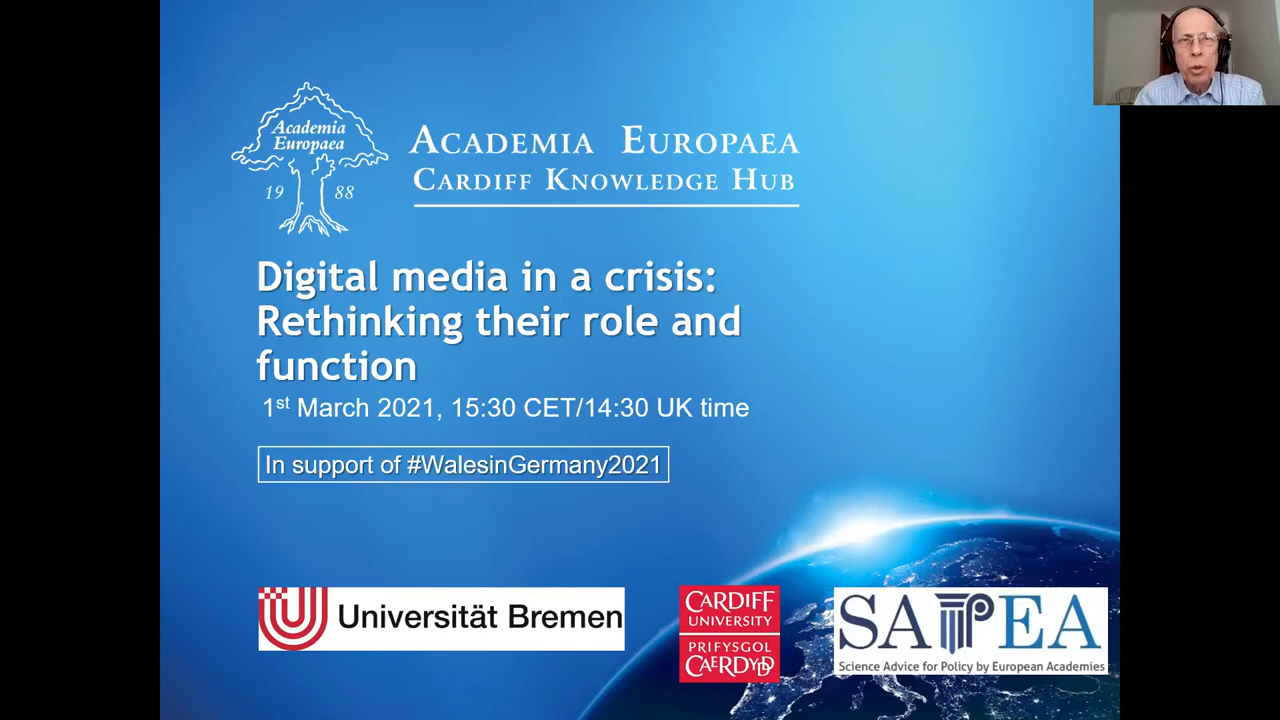 Academia
Europaea
19 88
ACADEMIA EUROPAEA
CARDIFF KNOWLEDGE HUB
Digital media in a crisis:
Rethinking their role and
function
1st March 2021, 15:30 CET/14:30 UK time
In support of #WalesinGermany2021
Universität Bremen
CARDIFF
UNIVERSITY
PRIFYSGOL
CAERDYDD
SAPEA
Science Advice for Policy by European Academies